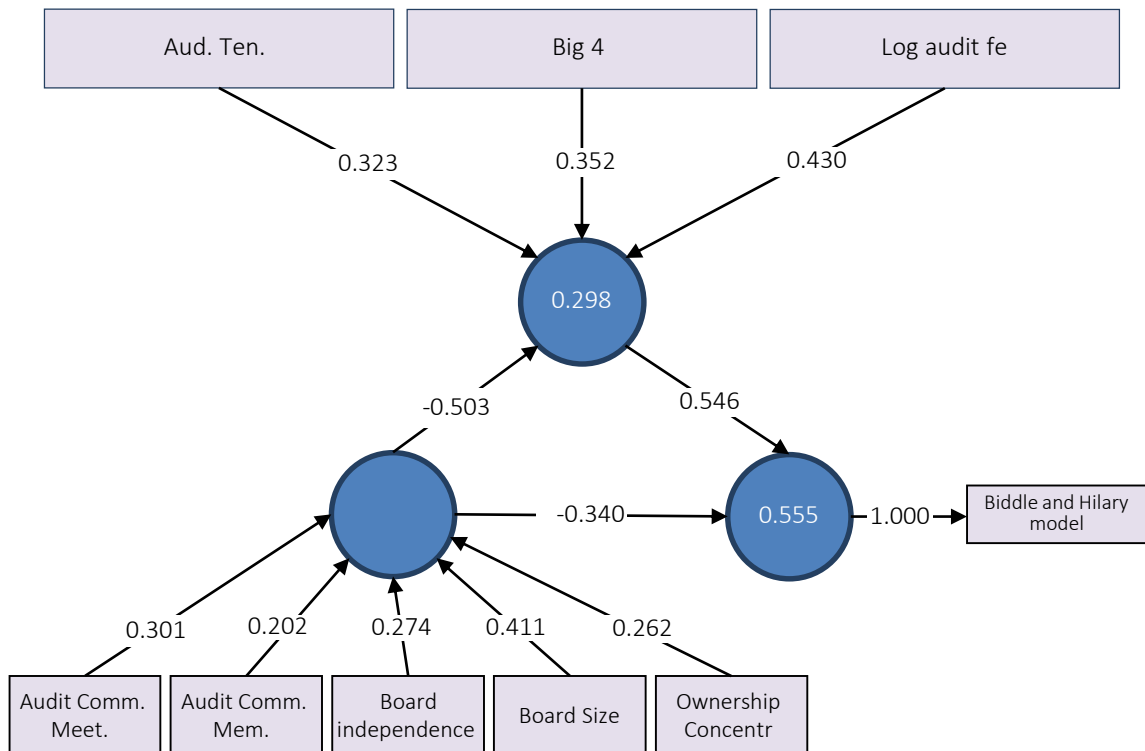 Aud. Ten.
Big 4
Log audit fe
0.323
0.352
0.430
0.298
-0.503
0.546
-0.340
0.555
1.000
Biddle and Hilary
model
0.301
0.202
0.274
0.411
0.262
Audit Comm.
Meet.
Audit Comm.
Mem.
Board
independence
Board Size
Ownership
Concentr